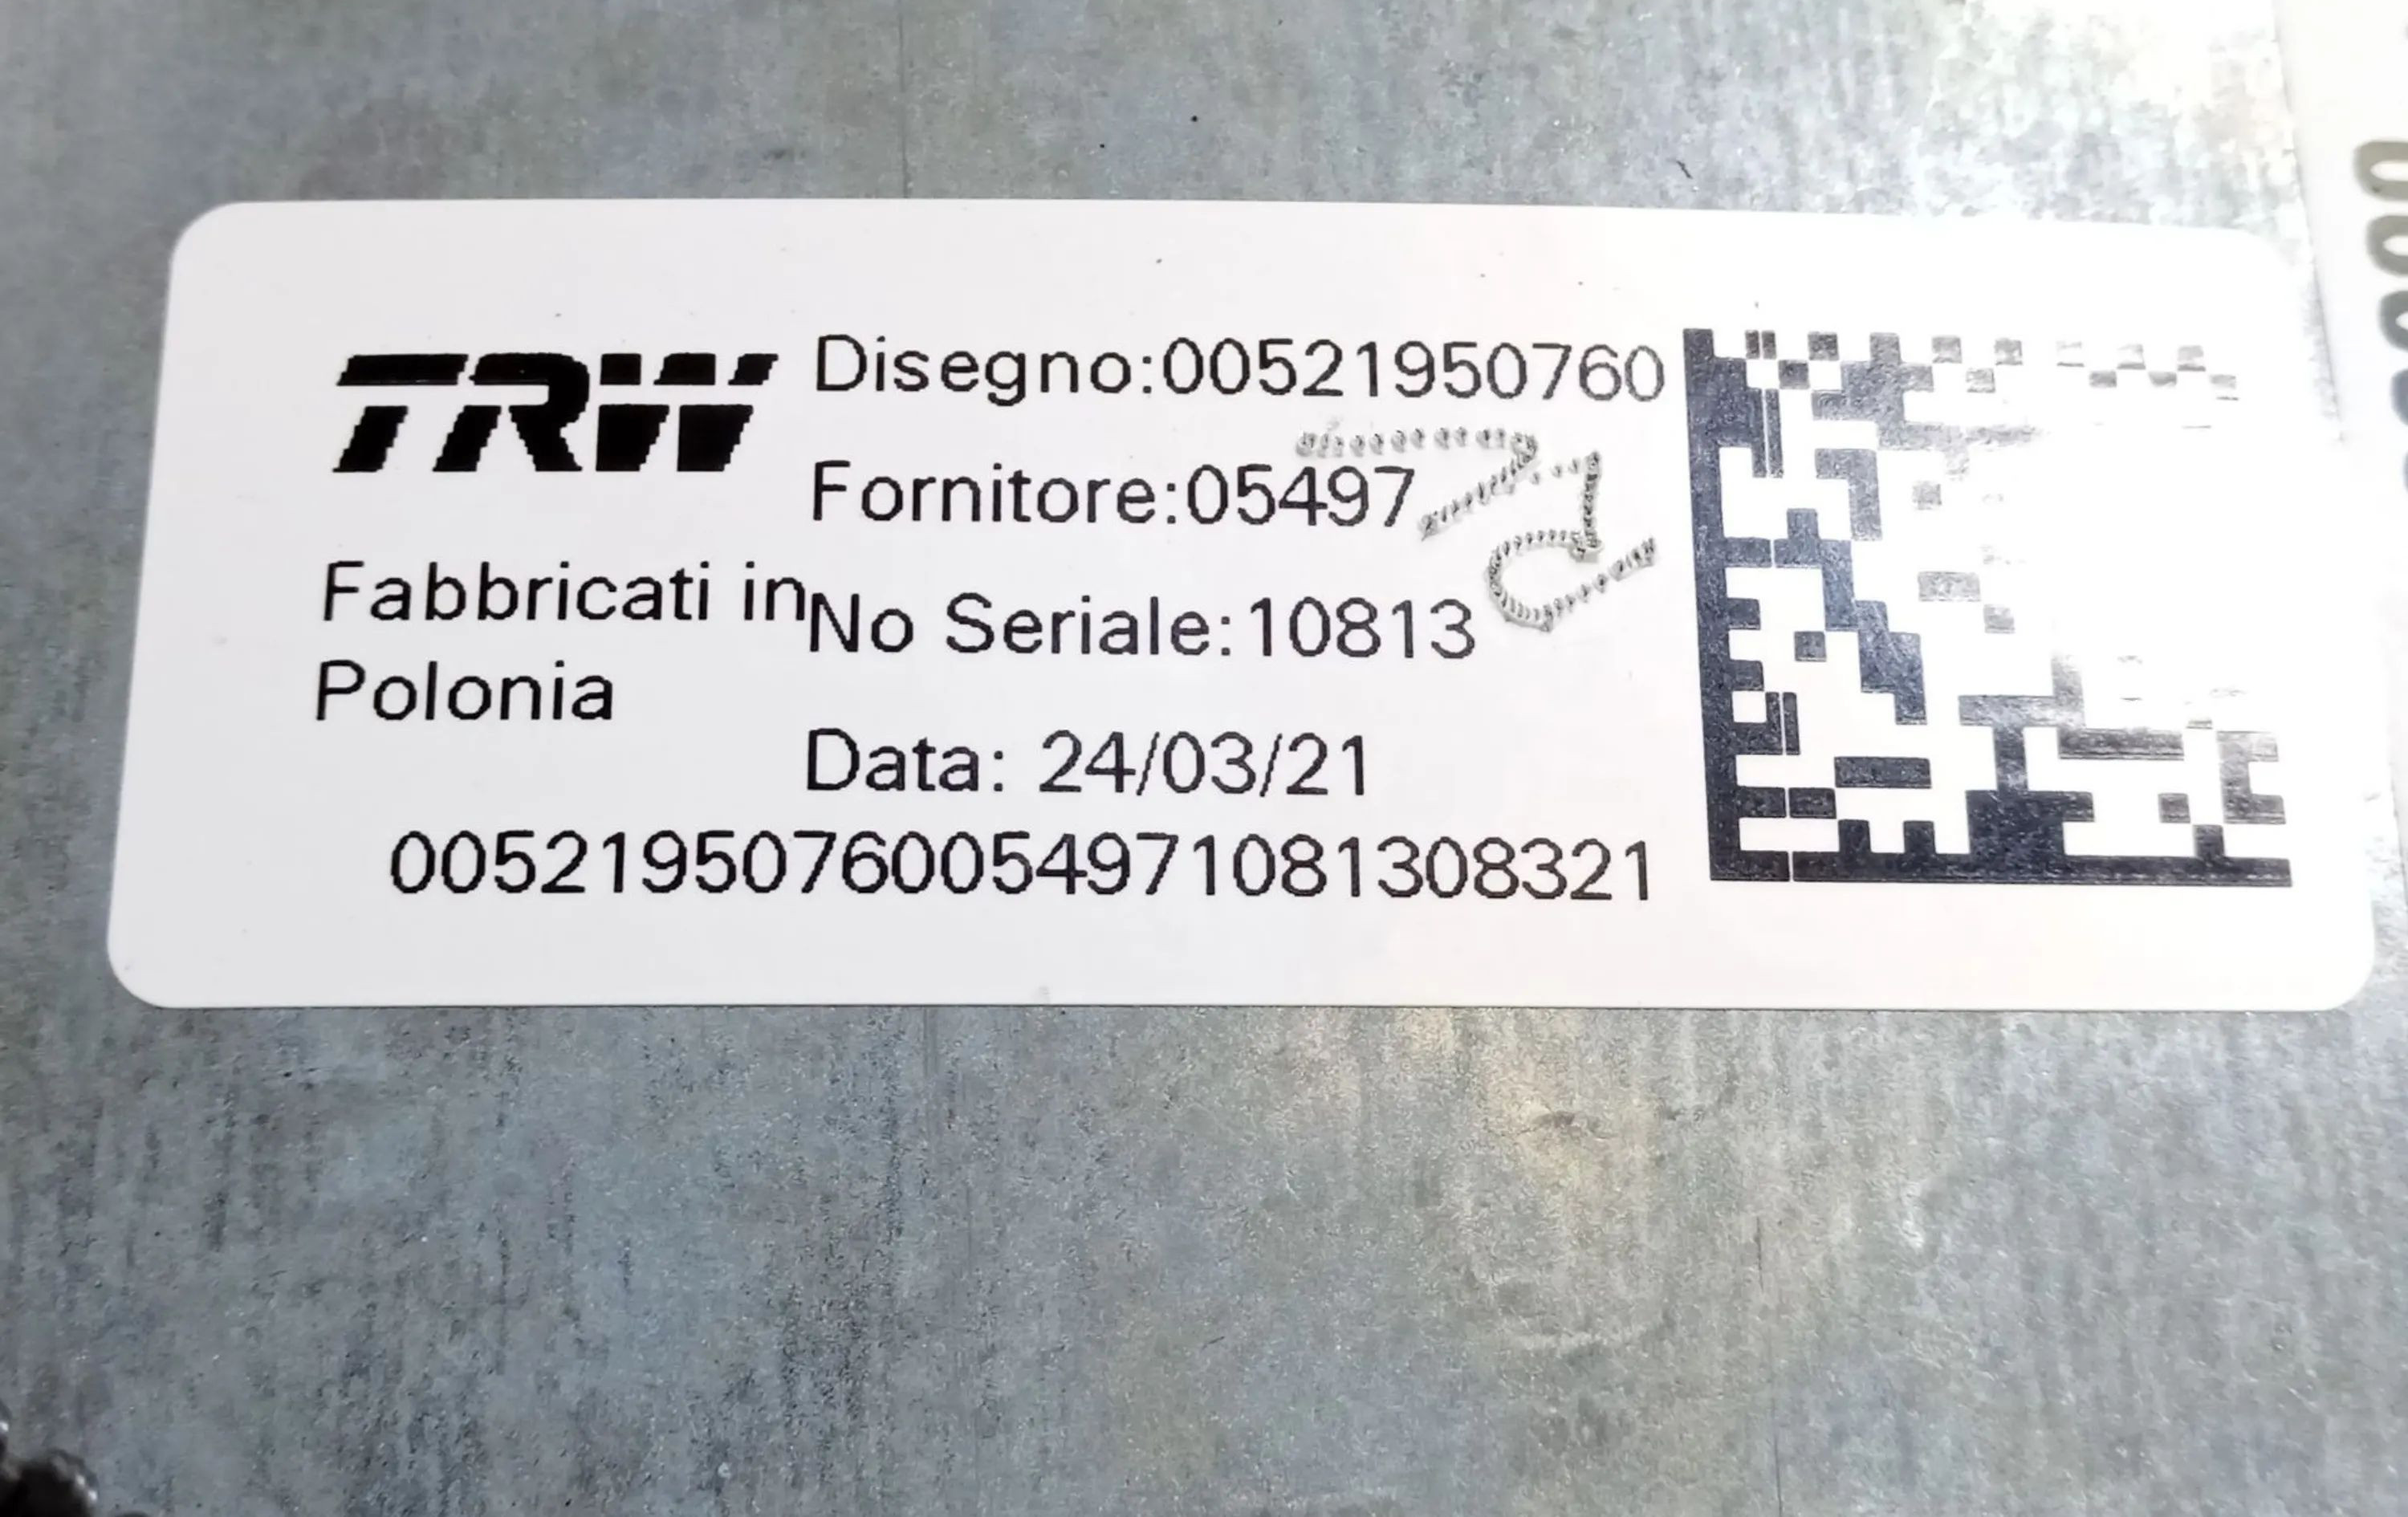 TRW
Disegno:00521950760
Fornitore:05497
Fabbricati in
Polonia
No Seriale:10813
Data: 24/03/21
005219507600549710813083​21